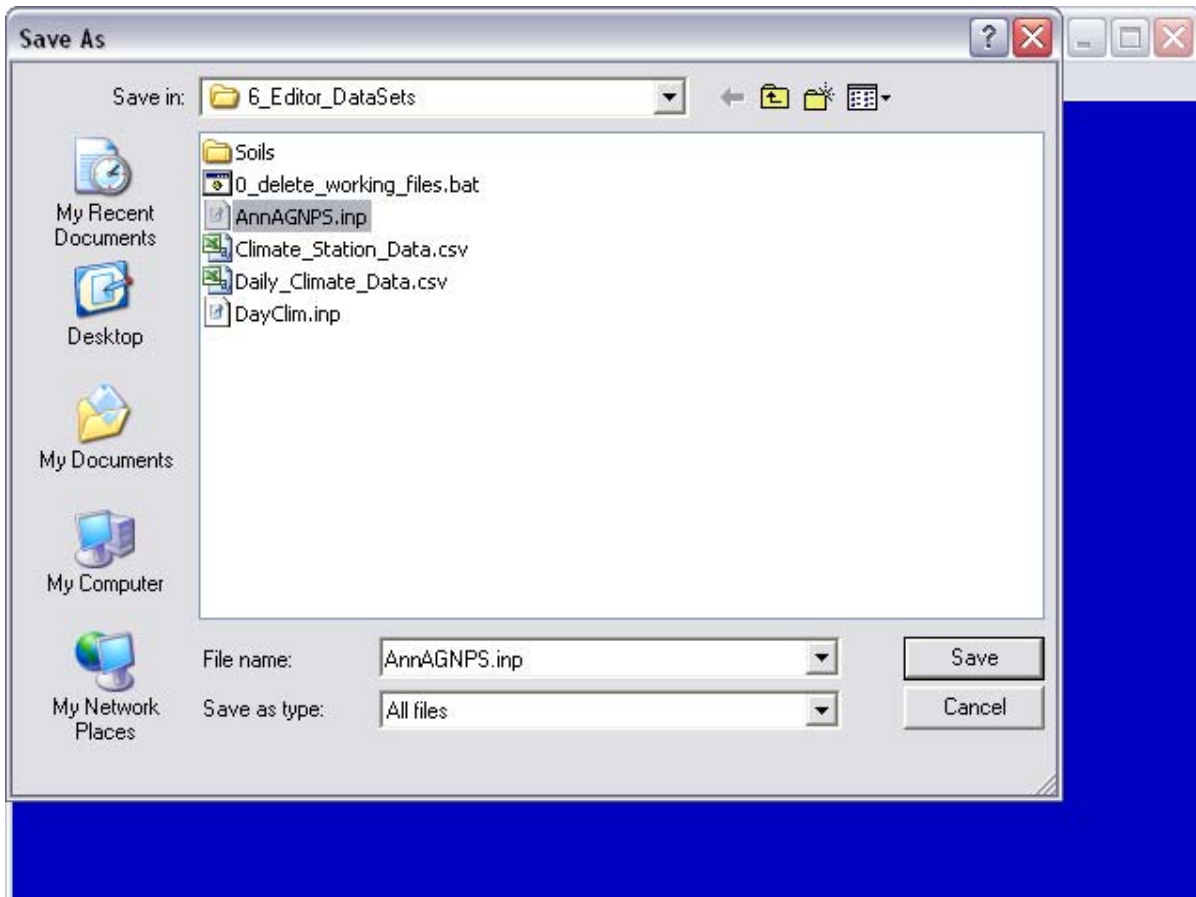 Save As
Save in: 6_Editor_DataSets
Soils
0_delete_working_files.bat
AnnAGNPS.inp
Climate_Station_Data.csv
Daily_Climate_Data.csv
DayClim.inp
My Recent
Documents
Desktop
My Documents
My Computer
My Network
Places
File name: AnnAGNPS.inp Save
Save as type: All files Cancel